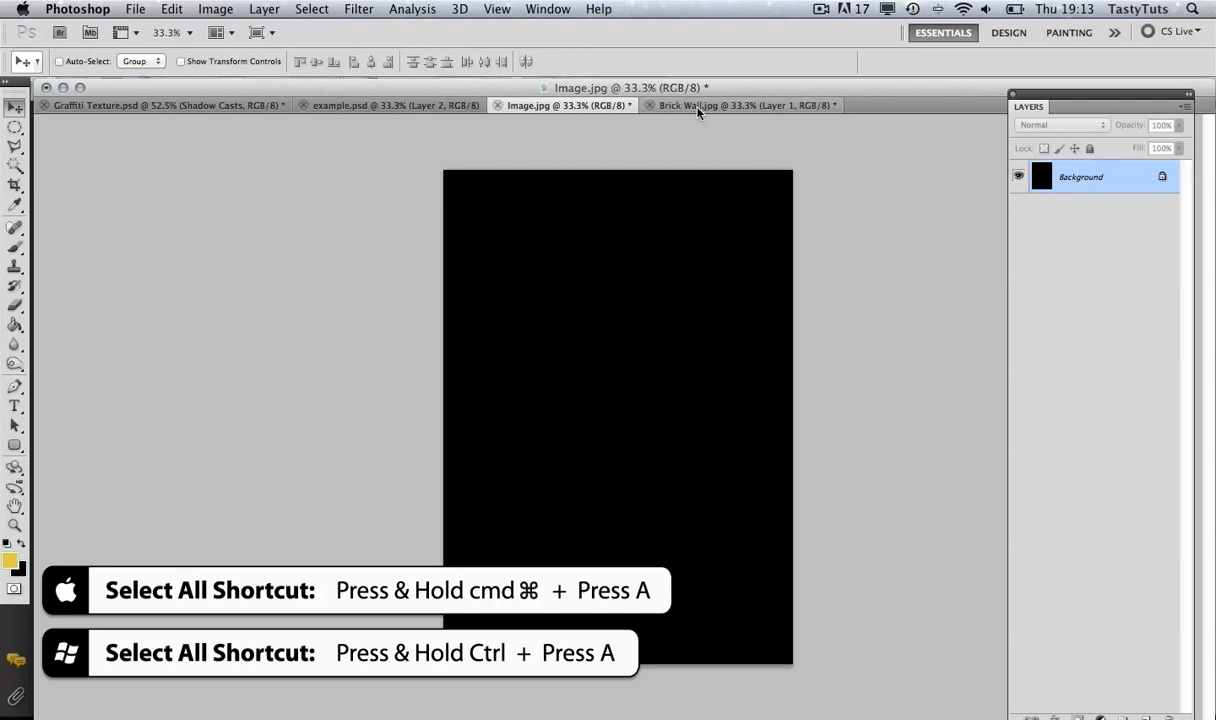 Photoshop File Edit Image Layer Select Filter Analysis 3D View Window Help 17 Thu 19:13 TastyTuts
Ps Br Mb 33.3% ESSENTIALS DESIGN PAINTING >> CS Live
Auto-Select: Group Show Transform Controls
Image.jpg @ 33.3% (RGB/8) *
Graffiti Texture.psd @ 52.5% (Shadow Casts, RGB/8) * example.psd @ 33.3% (Layer 2, RGB/8) Image.jpg @ 33.3% (RGB/8) * Brick Wall.jpg @ 33.3% (Layer 1, RGB/8) *
LAYERS
Normal Opacity: 100%
Lock: Fill: 100%
Background
T
Select All Shortcut: Press & Hold cmd ⌘ + Press A
Select All Shortcut: Press & Hold Ctrl + Press A